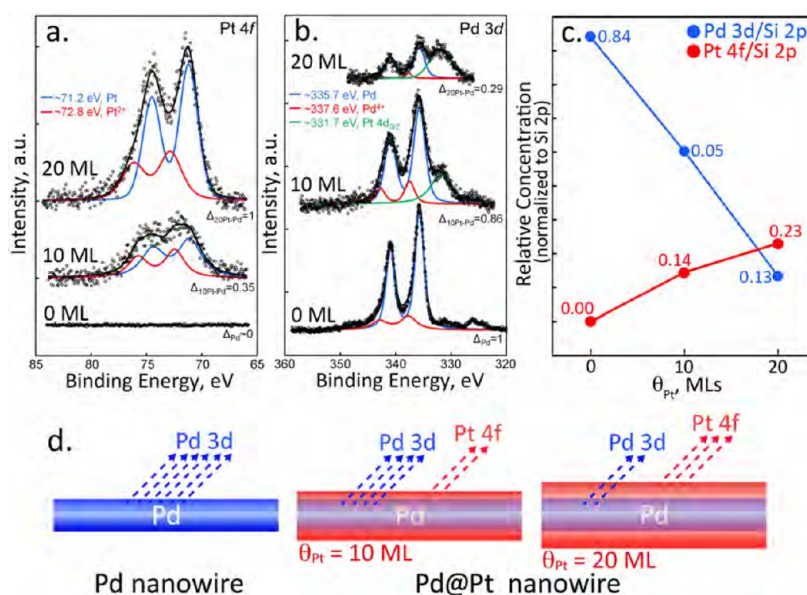 a.
Pt 4f
~71.2 eV, Pt
~72.8 eV, Pt2+
20 ML
Δ20Pt-Pd=1
10 ML
Δ10Pt-Pd=0.35
0 ML
ΔPd~0
Intensity, a.u.
85 80 75 70 65
Binding Energy, eV
b.
Pd 3d
20 ML
~335.7 eV, Pd
~337.6 eV, Pd4+
~331.7 eV, Pt 4d5/2
Δ20Pt-Pd=0.29
10 ML
Δ10Pt-Pd=0.86
0 ML
ΔPd=1
Intensity, a.u.
360 350 340 330 320
Binding Energy, eV
c.
Pd 3d/Si 2p
Pt 4f/Si 2p
0.84
0.05
0.23
0.14
0.13
0.00
Relative Concentration
(normalized to Si 2p)
0 10 20
θPt, MLs
d.
Pd 3d
Pd 3d
Pt 4f
Pd 3d
Pt 4f
Pd
Pd
Pd
θPt = 10 ML
θPt = 20 ML
Pd nanowire
Pd@Pt nanowire